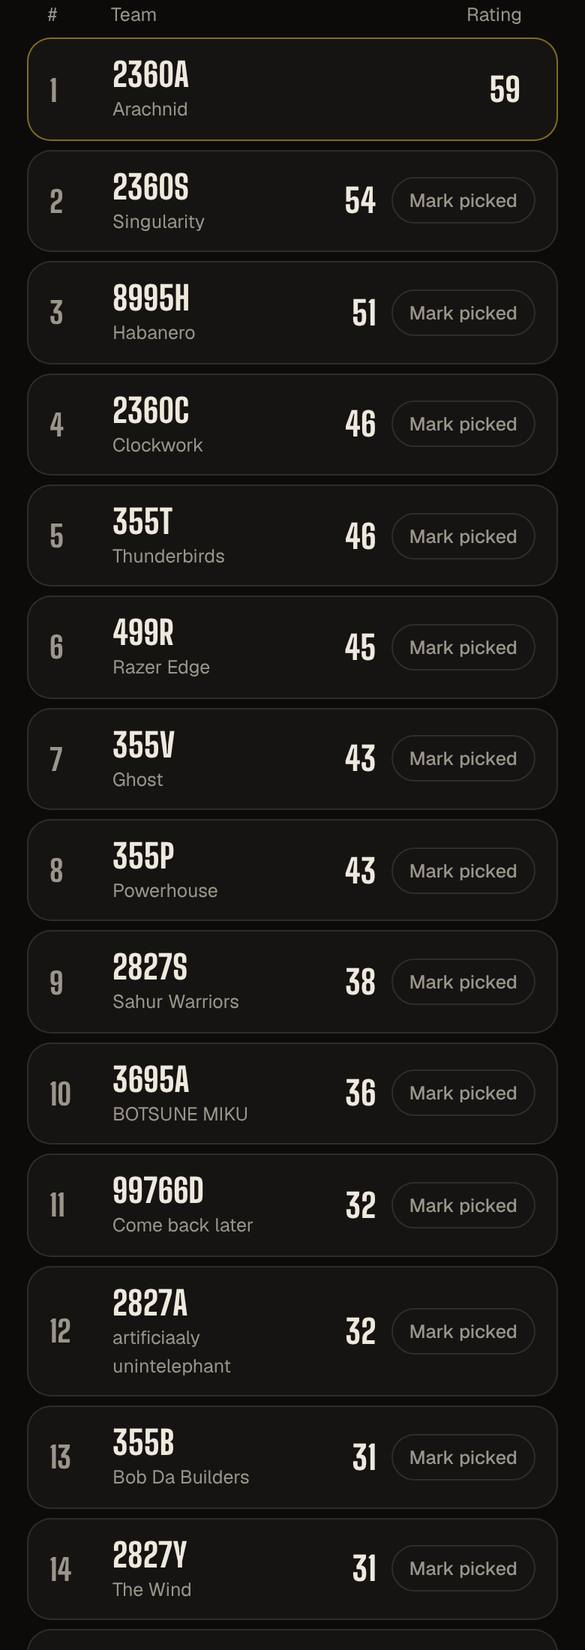 # Team Rating
1 2360A 59
Arachnid
2 2360S 54 Mark picked
Singularity
3 8995H 51 Mark picked
Habanero
4 2360C 46 Mark picked
Clockwork
5 355T 46 Mark picked
Thunderbirds
6 499R 45 Mark picked
Razer Edge
7 355V 43 Mark picked
Ghost
8 355P 43 Mark picked
Powerhouse
9 2827S 38 Mark picked
Sahur Warriors
10 3695A 36 Mark picked
BOTSUNE MIKU
11 99766D 32 Mark picked
Come back later
12 2827A 32 Mark picked
artificiaaly
unintelephant
13 355B 31 Mark picked
Bob Da Builders
14 2827Y 31 Mark picked
The Wind